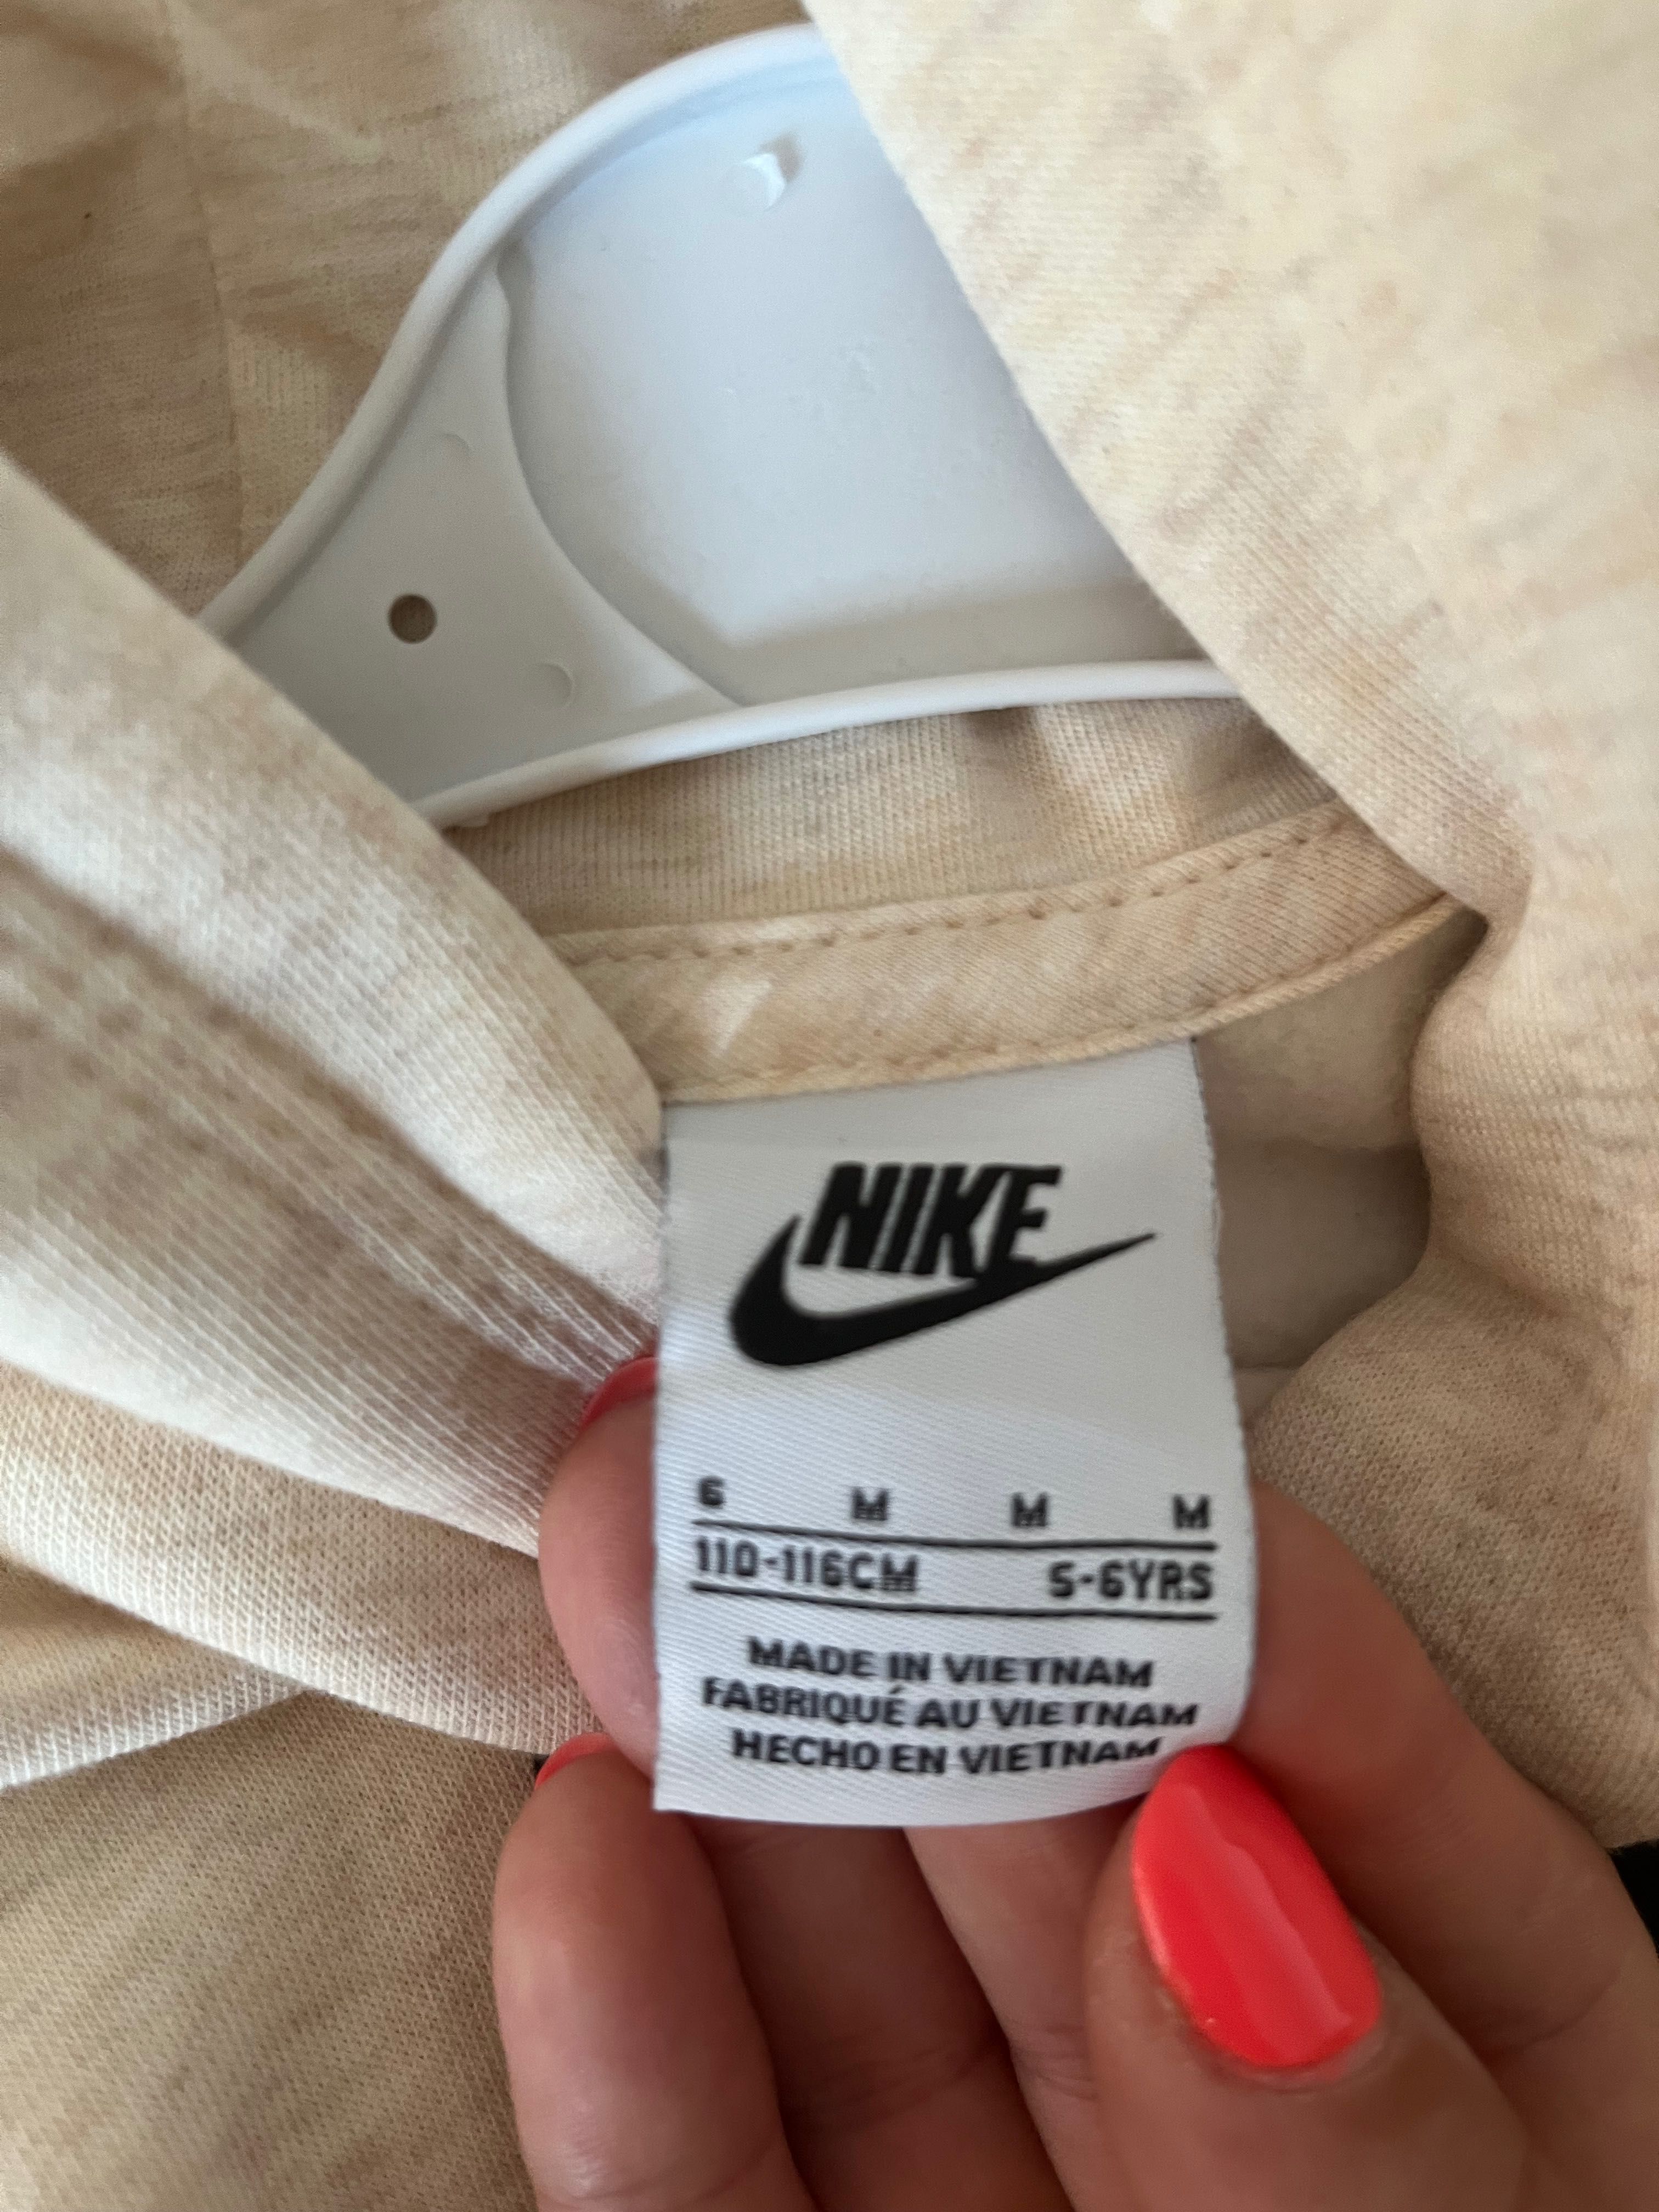 NIKE
6 M M M
110-116CM 5-6YRS
MADE IN VIETNAM
FABRIQUÉ AU VIETNAM
HECHO EN VIETNAM